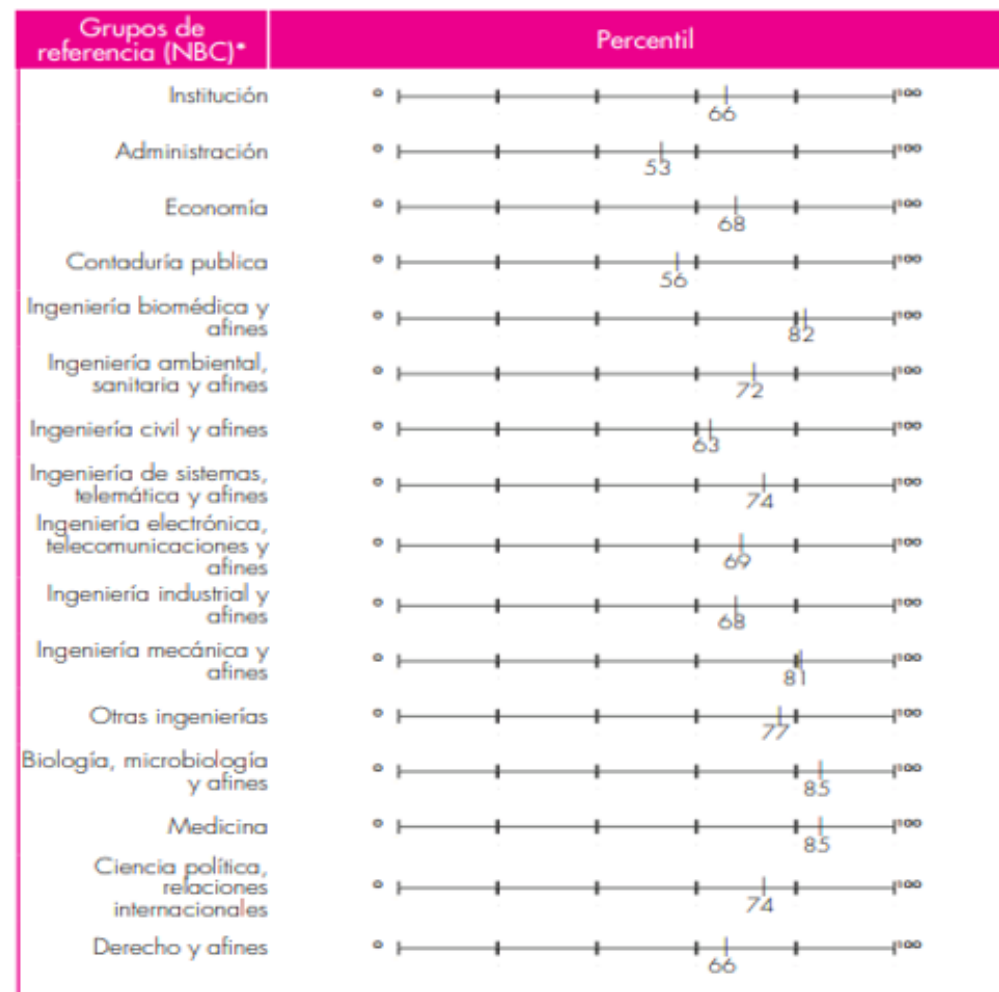 Grupos de
referencia (NBC)*
Percentil
Institución
0 100
66
Administración
0 100
53
Economía
0 100
68
Contaduría publica
0 100
56
Ingeniería biomédica y
afines
0 100
82
Ingeniería ambiental,
sanitaria y afines
0 100
72
Ingeniería civil y afines
0 100
63
Ingeniería de sistemas,
telemática y afines
0 100
74
Ingeniería electrónica,
telecomunicaciones y
afines
0 100
69
Ingeniería industrial y
afines
0 100
68
Ingeniería mecánica y
afines
0 100
81
Otras ingenierías
0 100
77
Biología, microbiología
y afines
0 100
85
Medicina
0 100
85
Ciencia política,
relaciones
internacionales
0 100
74
Derecho y afines
0 100
66